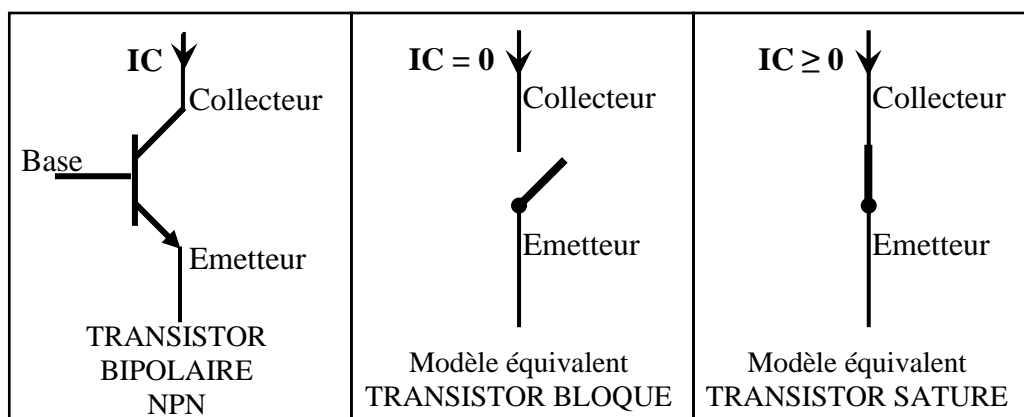 IC
Collecteur
Base
Emetteur
TRANSISTOR
BIPOLAIRE
NPN
IC = 0
Collecteur
Emetteur
Modèle équivalent
TRANSISTOR BLOQUE
IC ≥ 0
Collecteur
Emetteur
Modèle équivalent
TRANSISTOR SATURE